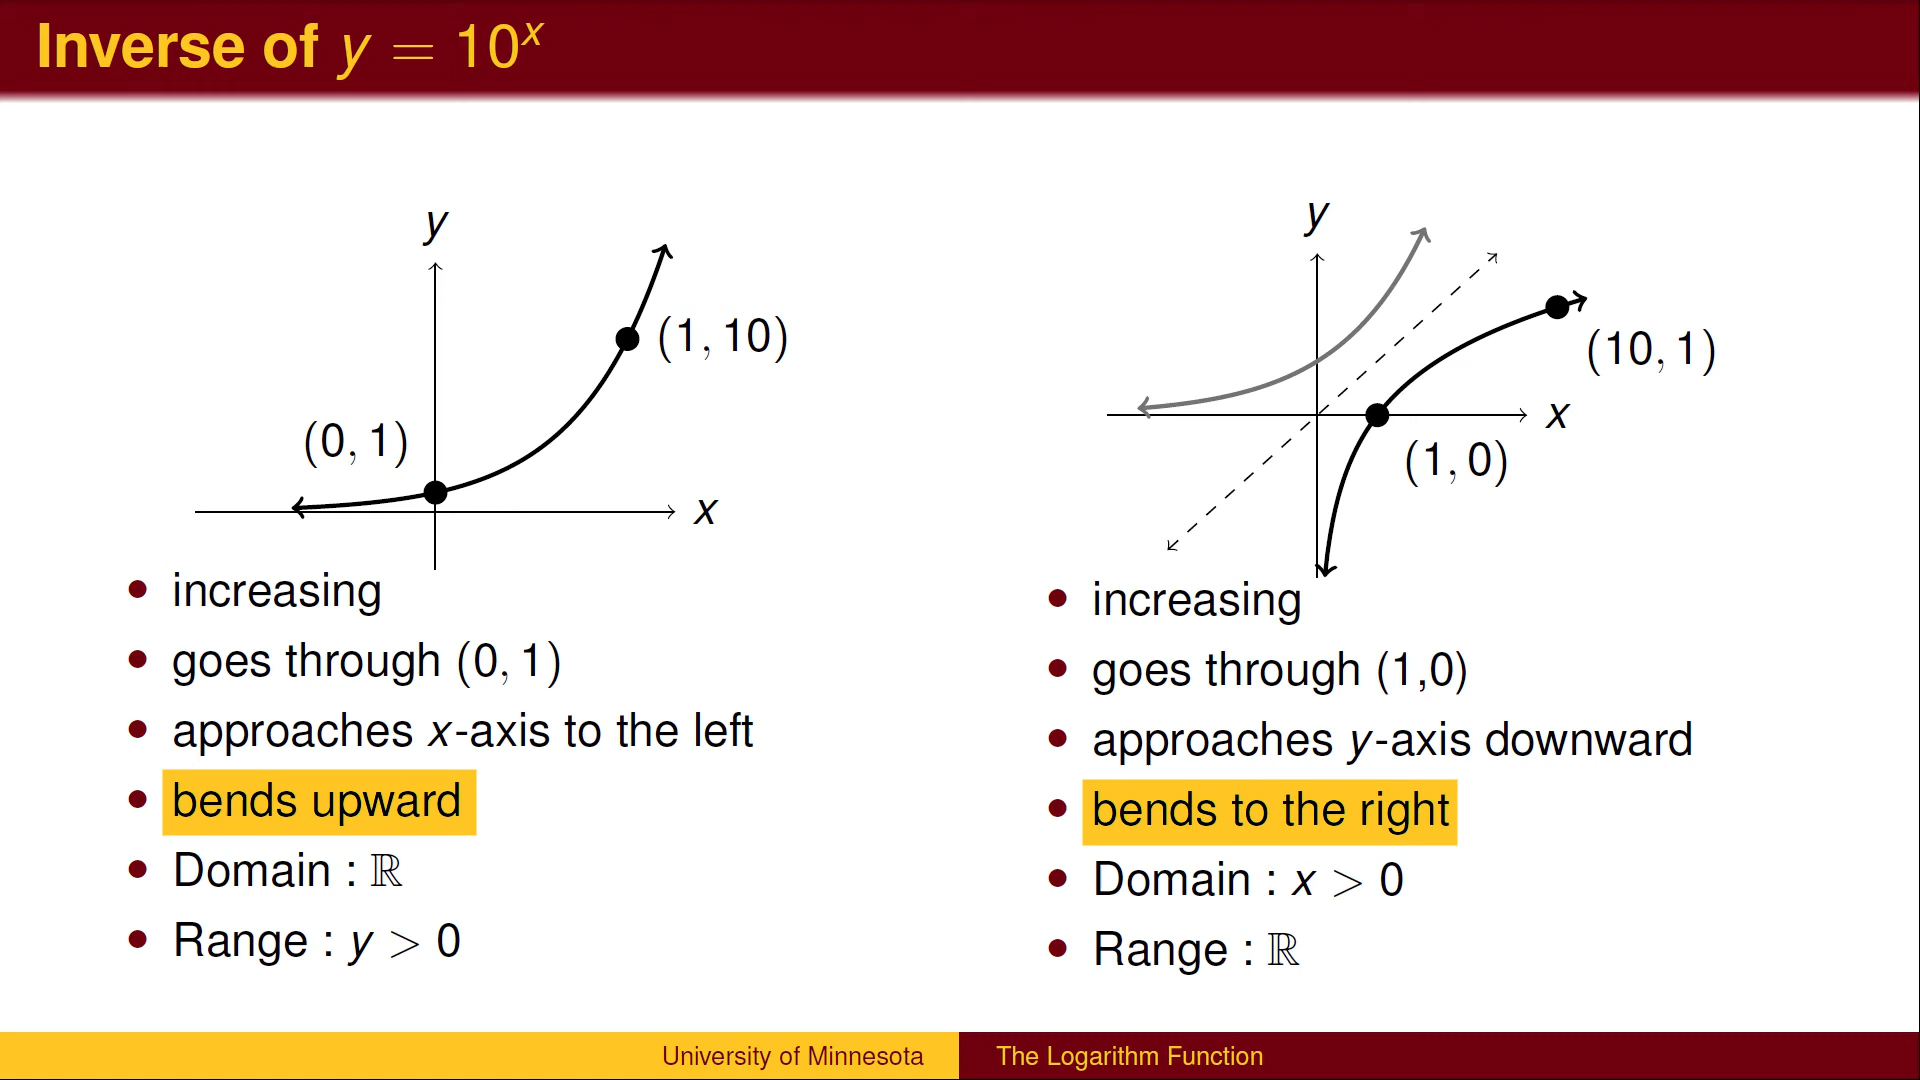 Inverse of y = 10^x
y
(1, 10)
(0, 1)
x
• increasing
• goes through (0, 1)
• approaches x-axis to the left
• bends upward
• Domain : ℝ
• Range : y > 0
y
(10, 1)
x
(1, 0)
• increasing
• goes through (1,0)
• approaches y-axis downward
• bends to the right
• Domain : x > 0
• Range : ℝ
University of Minnesota
The Logarithm Function